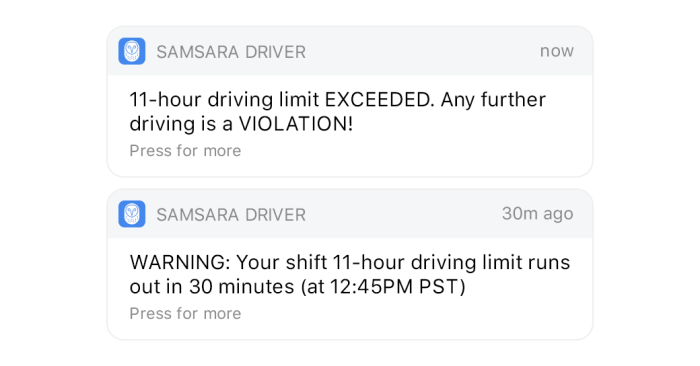 SAMSARA DRIVER now
11-hour driving limit EXCEEDED. Any further
driving is a VIOLATION!
Press for more
SAMSARA DRIVER 30m ago
WARNING: Your shift 11-hour driving limit runs
out in 30 minutes (at 12:45PM PST)
Press for more